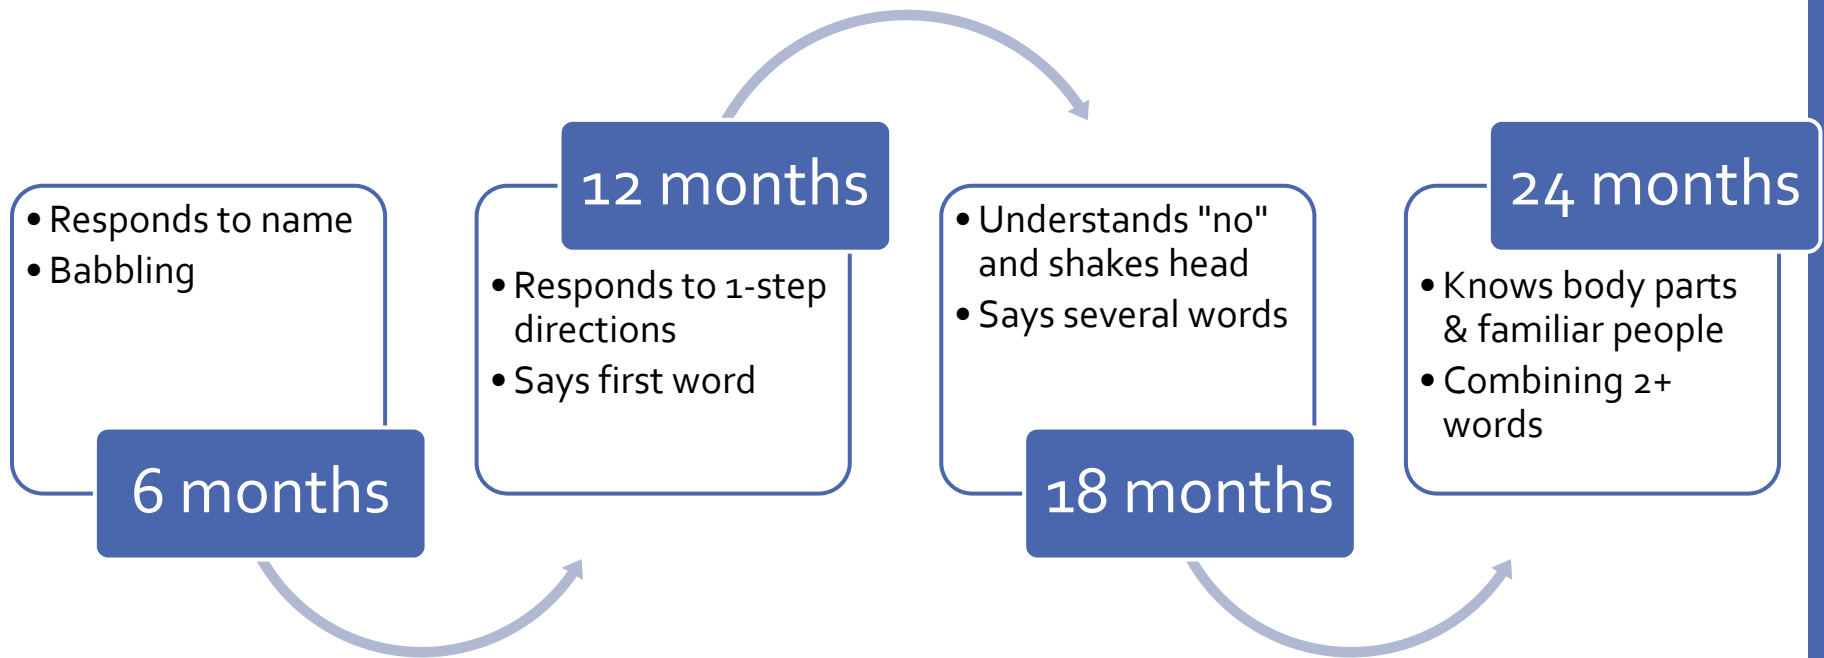 • Responds to name
• Babbling
6 months
12 months
• Responds to 1-step
directions
• Says first word
• Understands "no"
and shakes head
• Says several words
18 months
24 months
• Knows body parts
& familiar people
• Combining 2+
words